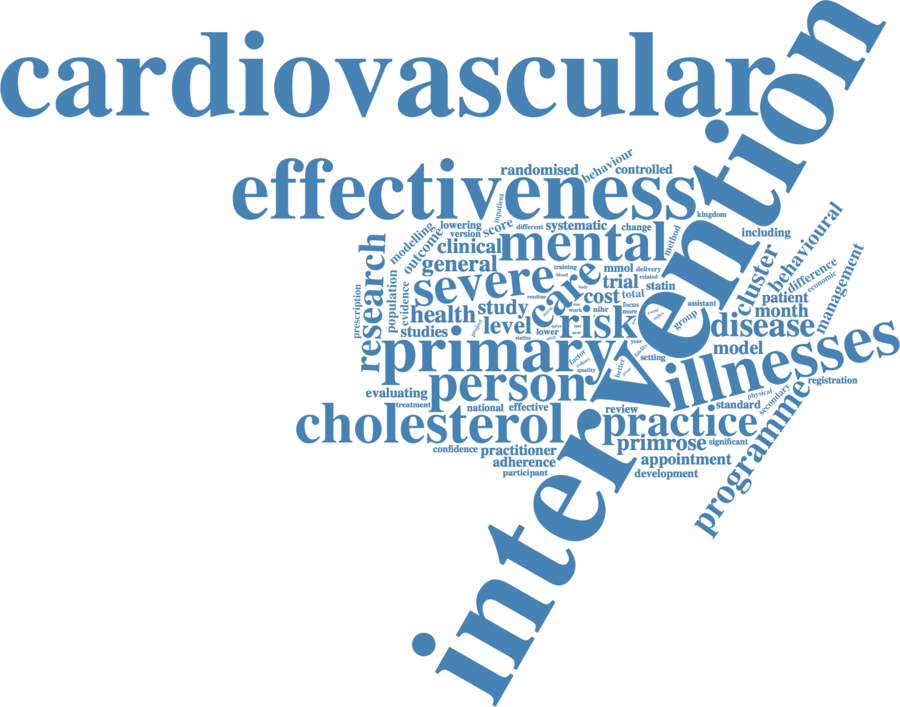 cardiovascular
intervention
effectiveness
randomised
behaviour
controlled
inpatient
kingdom
lowering
version
score
different
systematic
change
method
including
modelling
outcome
clinical
mental
behavioural
research
general
severe
care
training
blood
body
mmol
delivery
related
trial
statin
cluster
difference
economic
management
prescription
population
evidence
routine
cost
total
patient
month
health
study
work
nihr
focus
more
assistant
group
studies
level
lower
risk
disease
primary
year
setting
model
illnesses
factor
quality
better
person
evaluating
treatment
national
effective
physical
secondary
registration
programme
cholesterol
review
standard
practice
primrose
significant
confidence
practitioner
adherence
participant
appointment
development